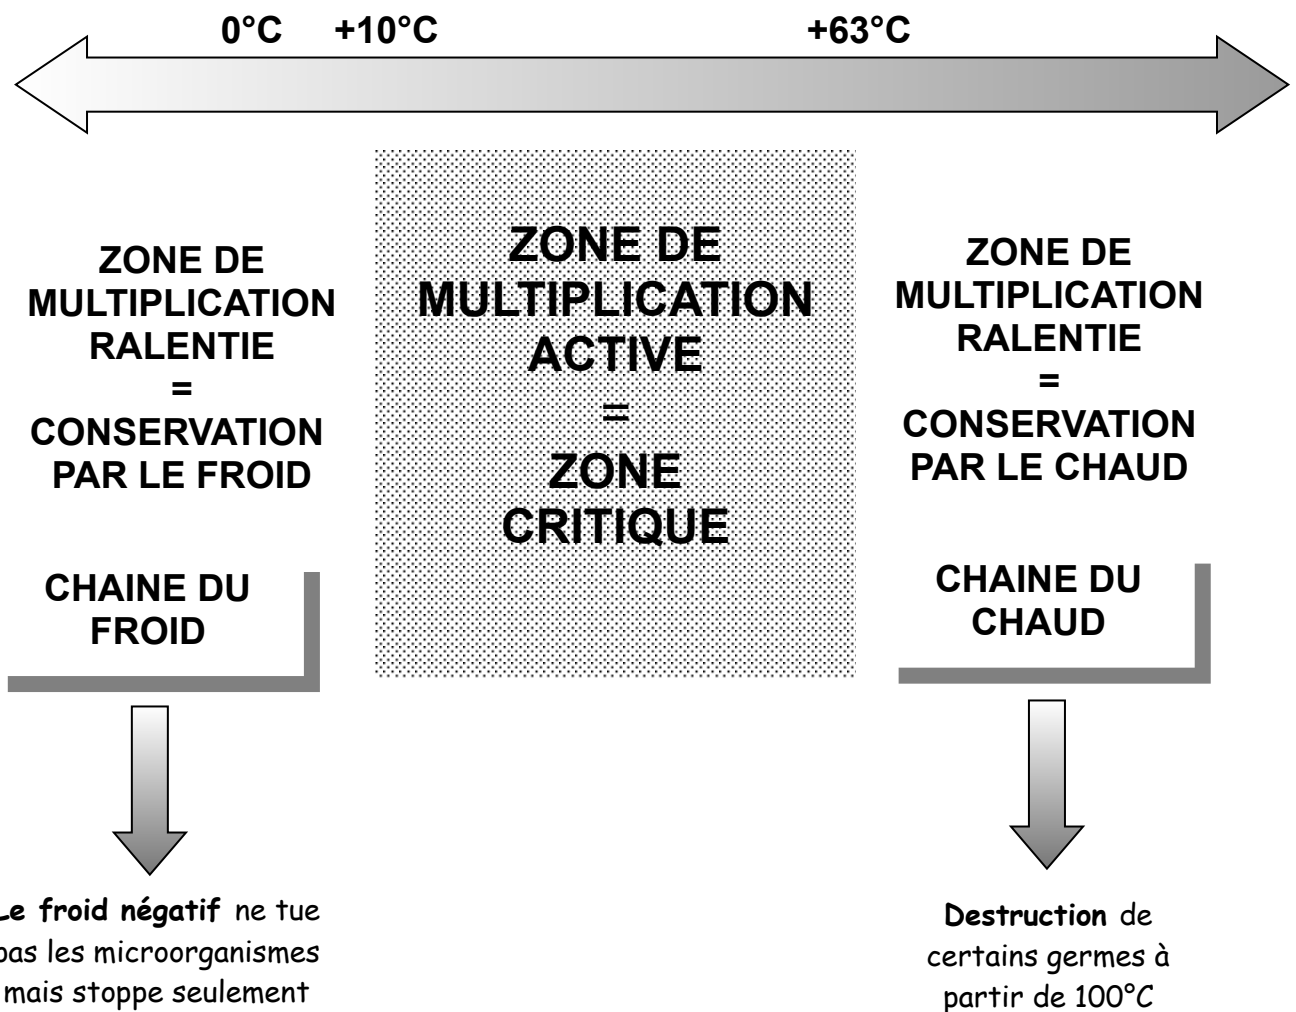 0°C +10°C +63°C
ZONE DE
MULTIPLICATION
RALENTIE
=
CONSERVATION
PAR LE FROID
CHAINE DU
FROID
ZONE DE
MULTIPLICATION
ACTIVE
=
ZONE
CRITIQUE
ZONE DE
MULTIPLICATION
RALENTIE
=
CONSERVATION
PAR LE CHAUD
CHAINE DU
CHAUD
Le froid négatif ne tue
pas les microorganismes
mais stoppe seulement
Destruction de
certains germes à
partir de 100°C